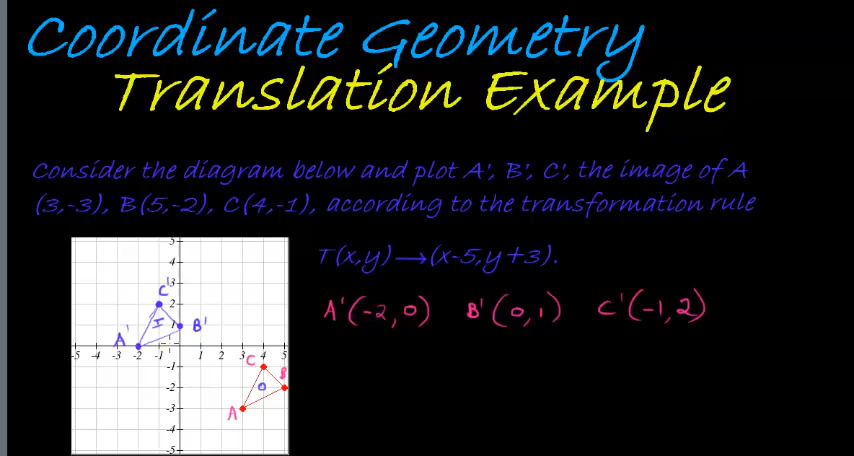 Coordinate Geometry
Translation Example
Consider the diagram below and plot A', B', C', the image of A
(3,-3), B(5,-2), C(4,-1), according to the transformation rule
T(x,y)→(x-5,y+3).
A'(-2,0) B'(0,1) C'(-1,2)
5
4
3
C'
2
I
1
B'
A'
-5 -4 -3 -2 -1 1 2 3 4 5
C
-1
B
-2
O
-3
A
-4
-5